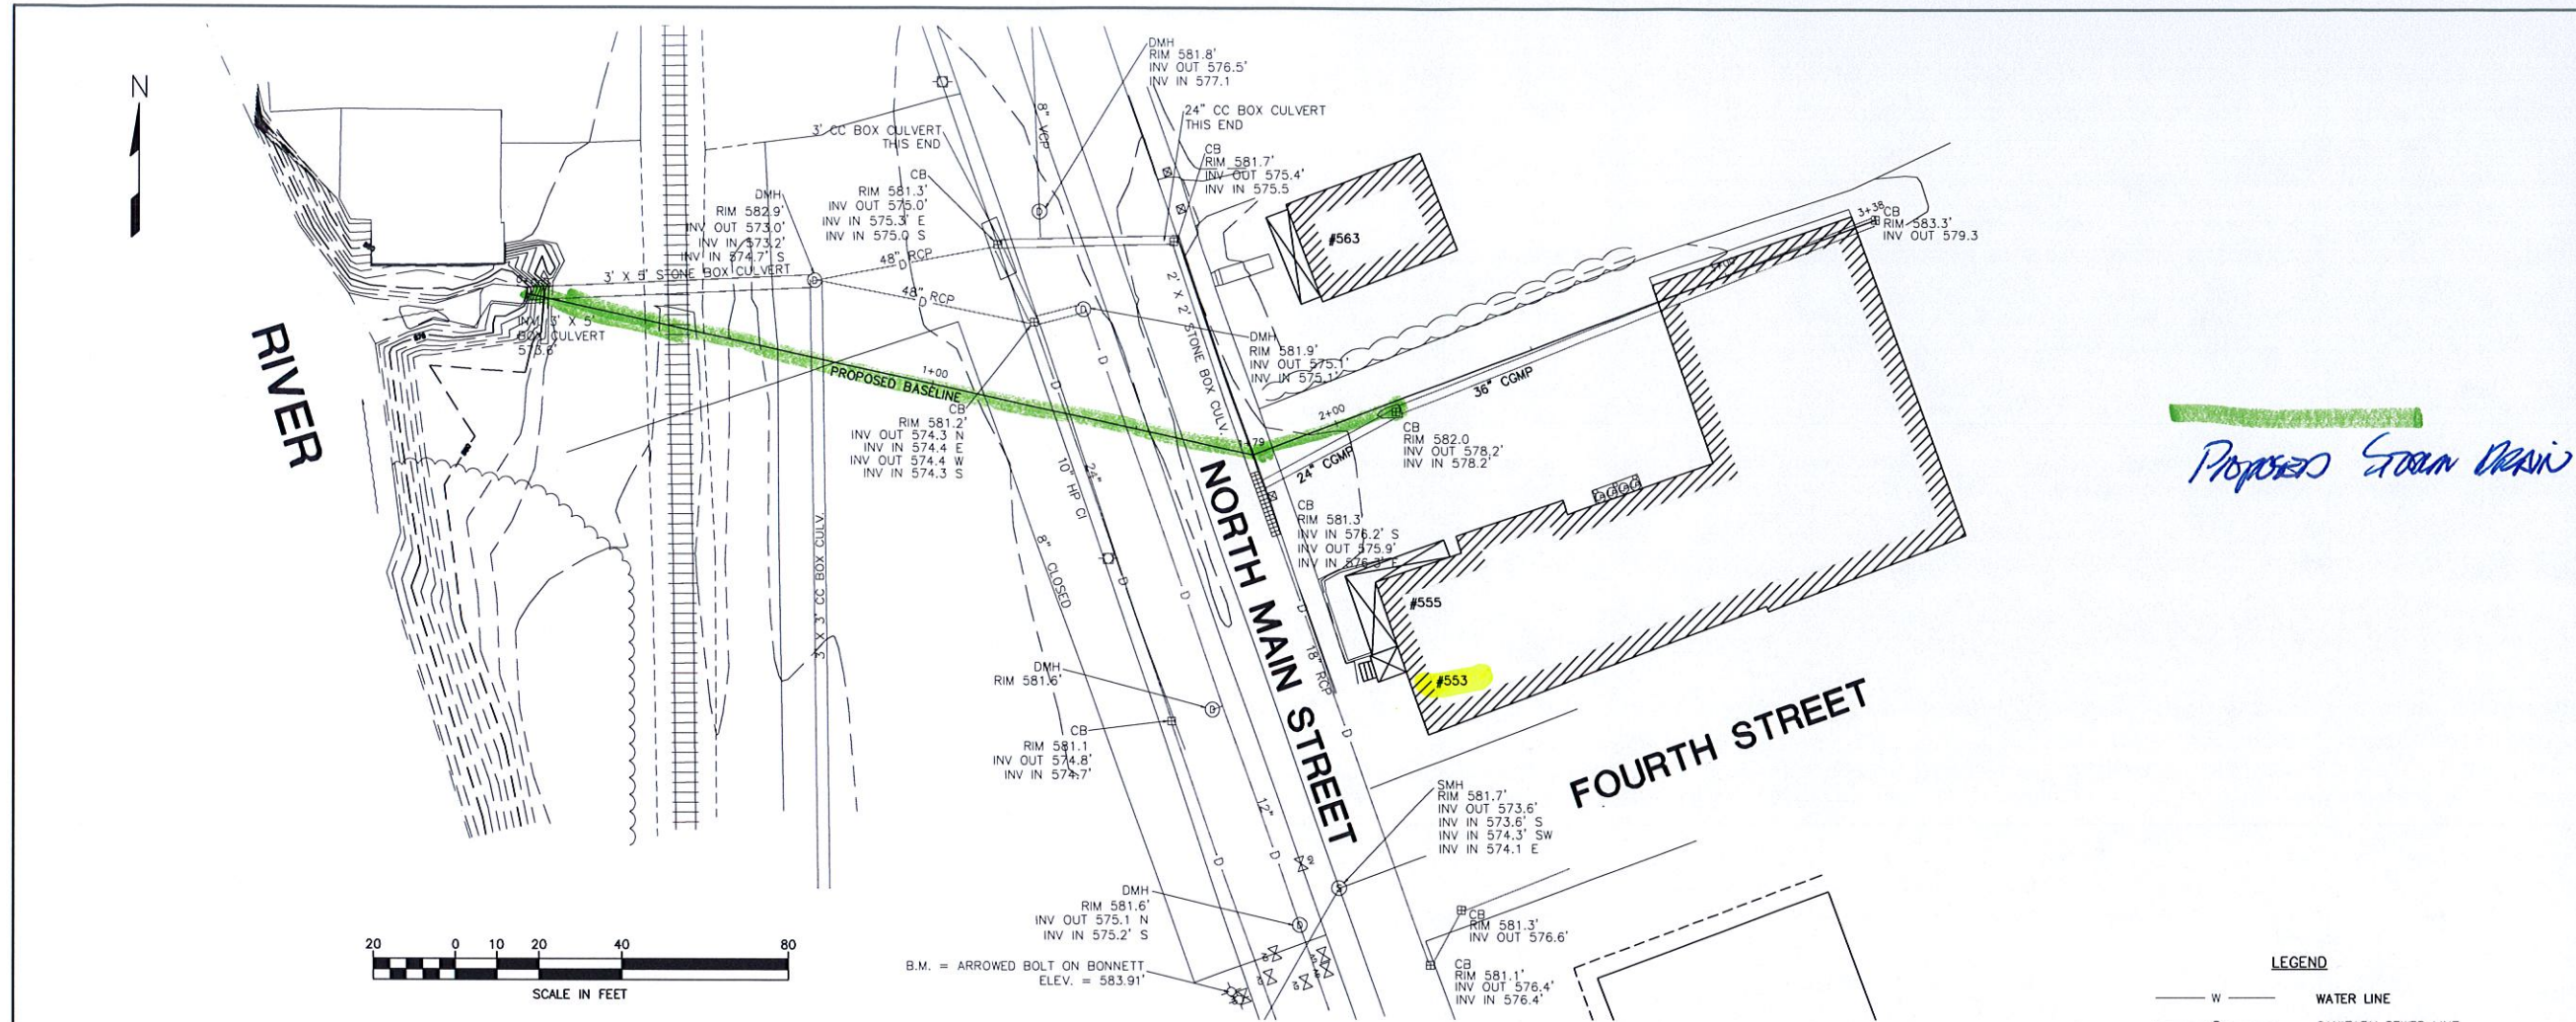 N
DMH
RIM 581.8'
INV OUT 576.5'
INV IN 577.1
24" CC BOX CULVERT
THIS END
3' CC BOX CULVERT
THIS END
8" VCP
CB
RIM 581.7'
INV OUT 575.4'
INV IN 575.5
CB
RIM 581.3'
INV OUT 575.0'
INV IN 575.3' E
INV IN 575.0 S
DMH
RIM 582.9'
INV OUT 573.0'
INV IN 573.2'
INV IN 574.7' S
3' X 5' STONE BOX CULVERT
48" RCP
D
48" RCP
D
#563
3+38
CB
RIM 583.3'
INV OUT 579.3
INV. 3' X 5'
BOX CULVERT
573.6'
RIVER
2' X 2' STONE BOX CULV.
DMH
RIM 581.9'
INV OUT 575.1'
INV IN 575.1'
1+00
PROPOSED BASELINE
CB
RIM 581.2'
INV OUT 574.3 N
INV IN 574.4 E
INV OUT 574.4 W
INV IN 574.3 S
36" CGMP
2+00
1+79
24" CGMP
CB
RIM 582.0
INV OUT 578.2'
INV IN 578.2'
PROPOSED STORM DRAIN
10" HP CI
24"
8" CLOSED
3' X 3' CC BOX CULV.
CB
RIM 581.3'
INV IN 576.2' S
INV OUT 575.9'
INV IN 576.3' E
NORTH MAIN STREET
#555
#553
18" RCP
DMH
RIM 581.6'
CB
RIM 581.1
INV OUT 574.8'
INV IN 574.7'
FOURTH STREET
12"
SMH
RIM 581.7'
INV OUT 573.6'
INV IN 573.6' S
INV IN 574.3' SW
INV IN 574.1 E
DMH
RIM 581.6'
INV OUT 575.1 N
INV IN 575.2' S
CB
RIM 581.3'
INV OUT 576.6'
CB
RIM 581.1'
INV OUT 576.4'
INV IN 576.4'
B.M. = ARROWED BOLT ON BONNETT
ELEV. = 583.91'
20 0 10 20 40 80
SCALE IN FEET
LEGEND
W WATER LINE